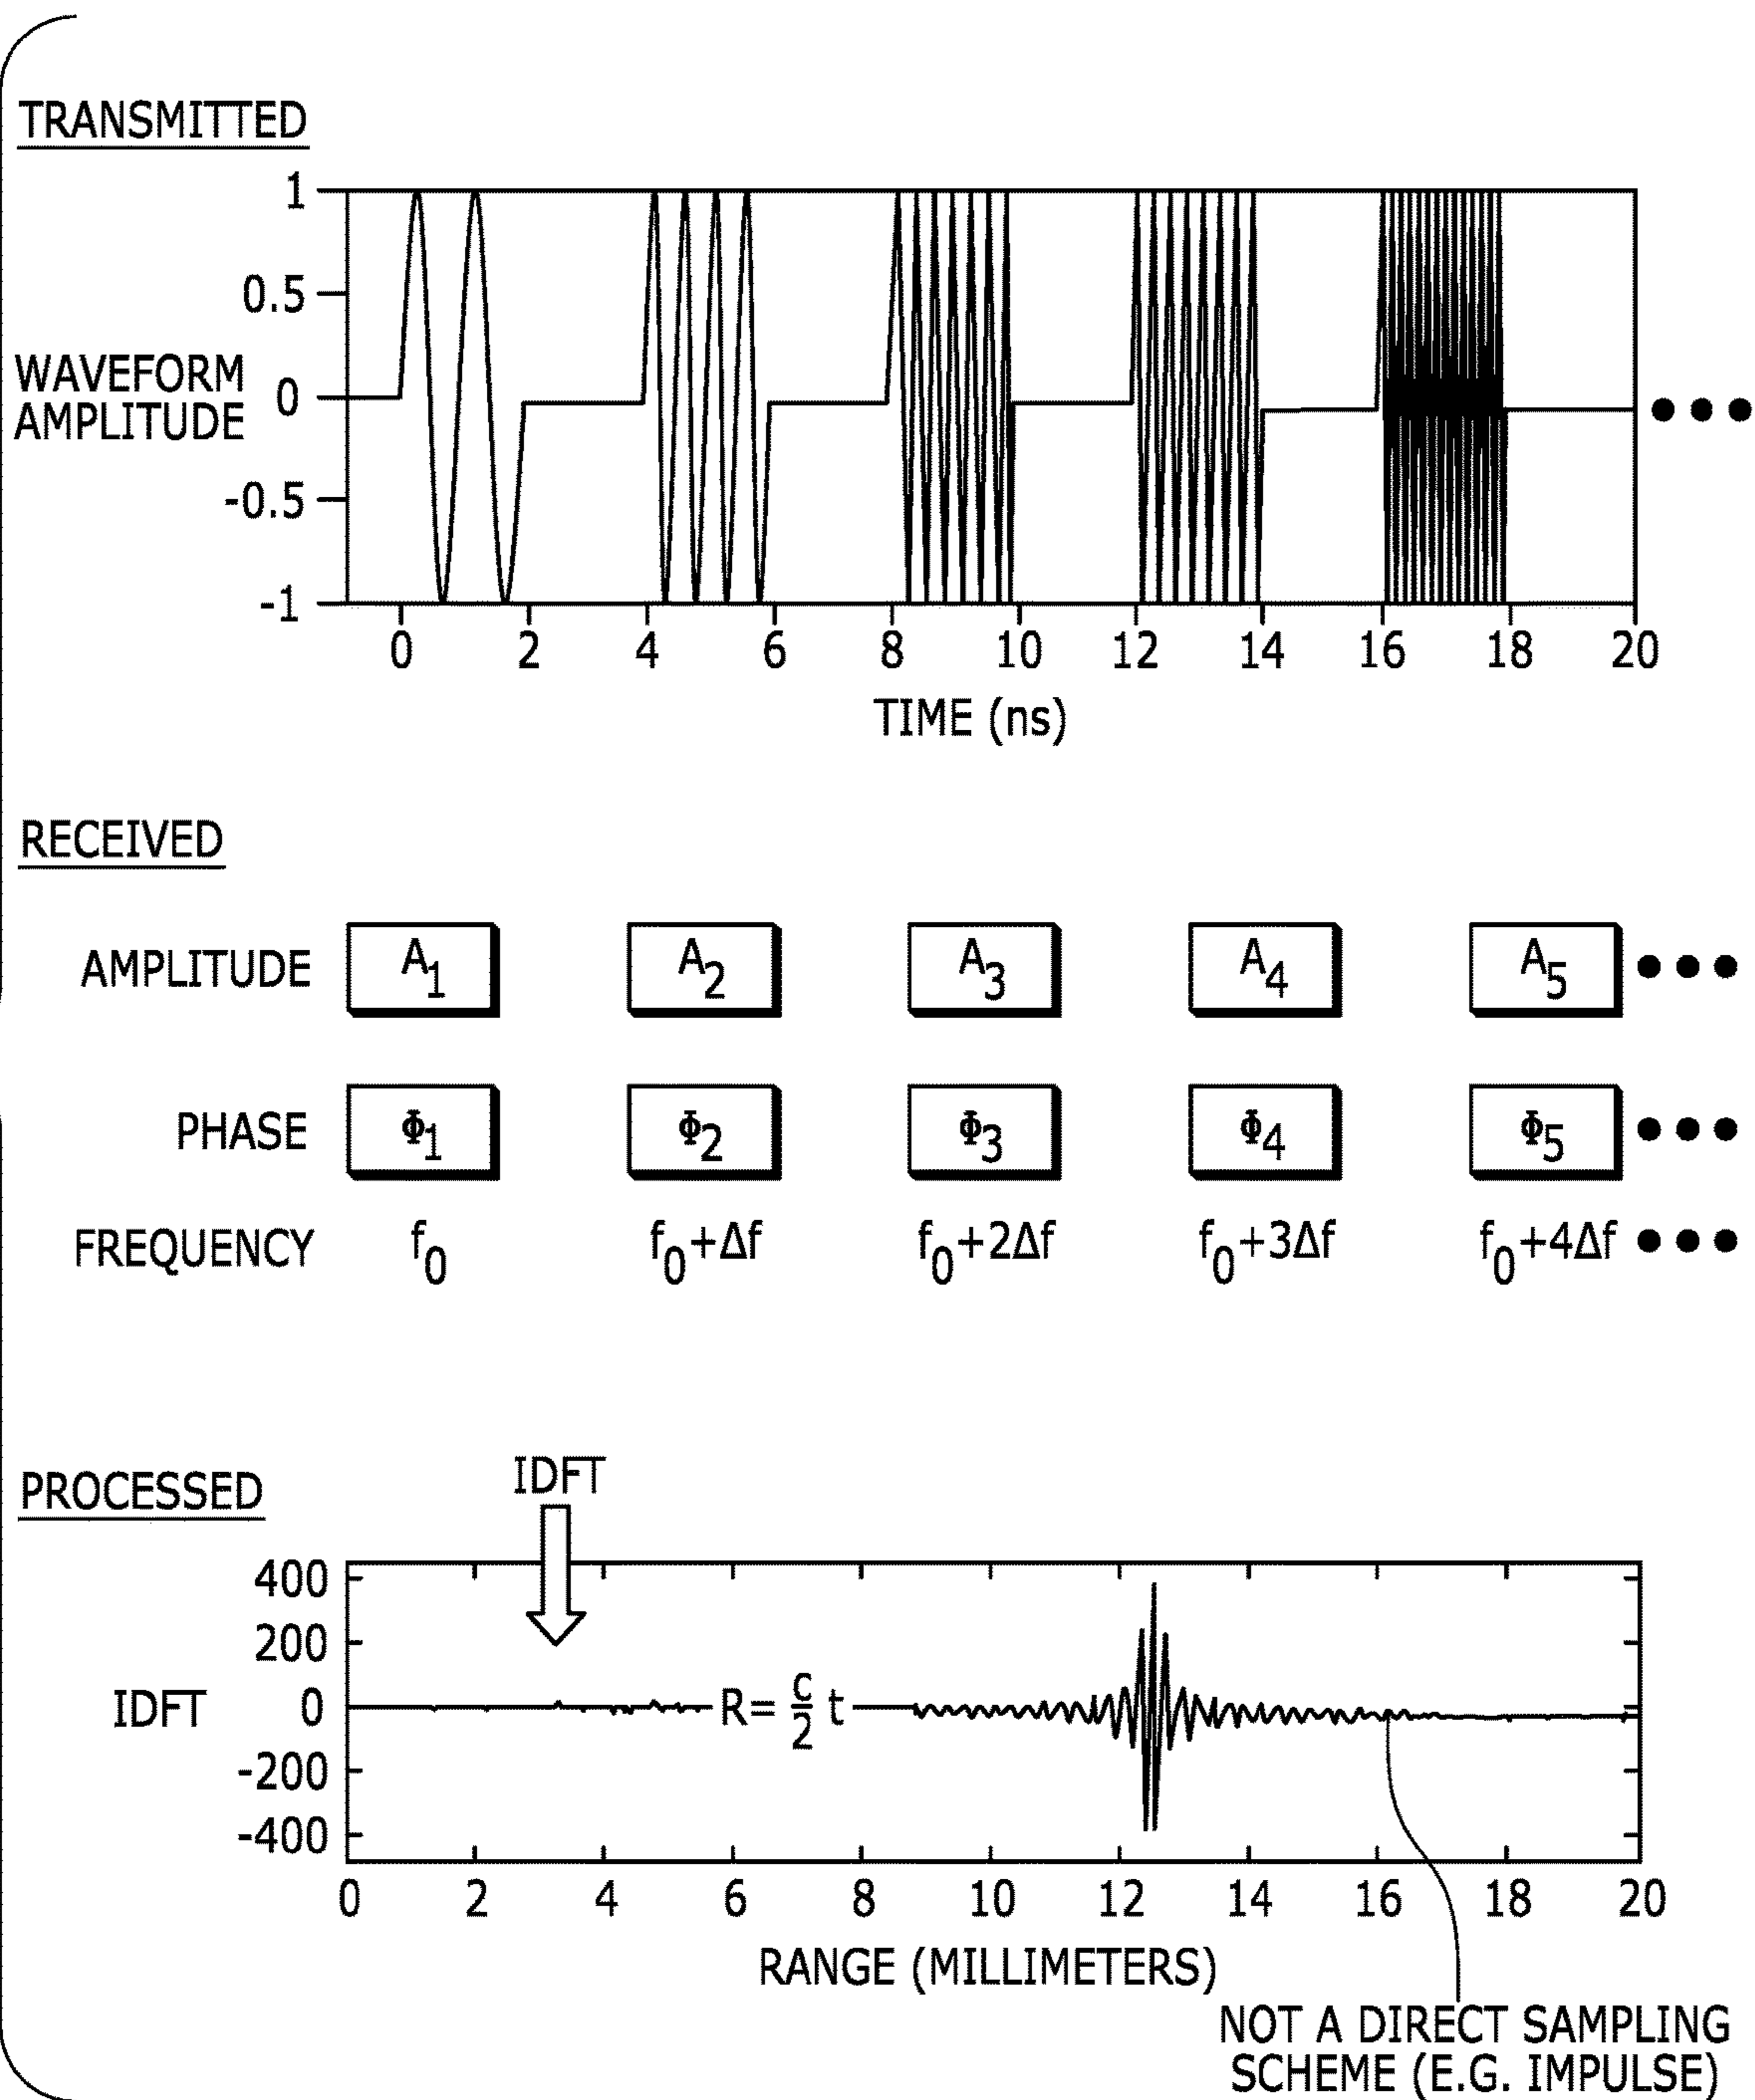 TRANSMITTED
1
0.5
WAVEFORM
AMPLITUDE
0
-0.5
-1
0 2 4 6 8 10 12 14 16 18 20
TIME (ns)
RECEIVED
AMPLITUDE A1 A2 A3 A4 A5
PHASE Φ1 Φ2 Φ3 Φ4 Φ5
FREQUENCY f0 f0+Δf f0+2Δf f0+3Δf f0+4Δf
PROCESSED
IDFT
400
200
IDFT 0 R= c/2 t
-200
-400
0 2 4 6 8 10 12 14 16 18 20
RANGE (MILLIMETERS)
NOT A DIRECT SAMPLING
SCHEME (E.G. IMPULSE)